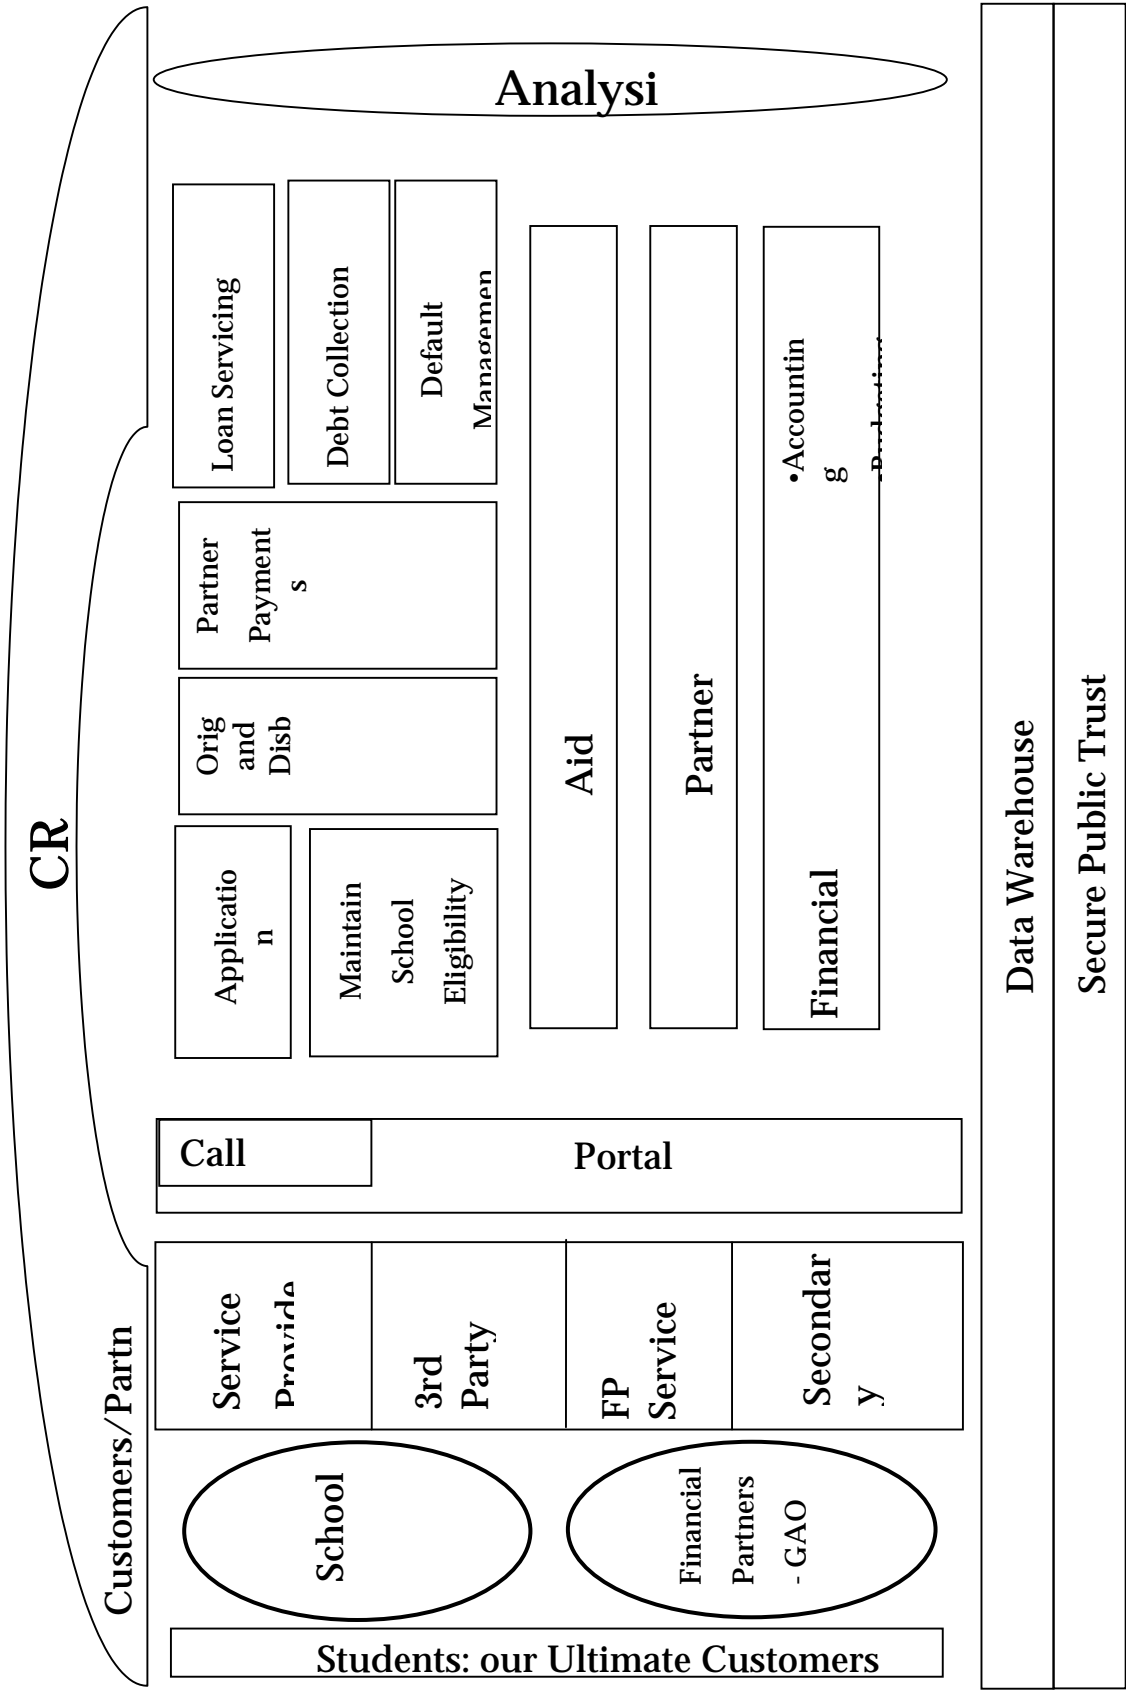 CR
Customers/Partn
Students: our Ultimate Customers
School
Financial
Partners
- GAO
Service
Provide
3rd
Party
FP
Service
Secondar
y
Call
Portal
Applicatio
n
Maintain
School
Eligibility
Orig
and
Disb
Partner
Payment
s
Loan Servicing
Debt Collection
Default
Managemen
Aid
Partner
Financial
•Accountin
g
Analysi
Data Warehouse
Secure Public Trust